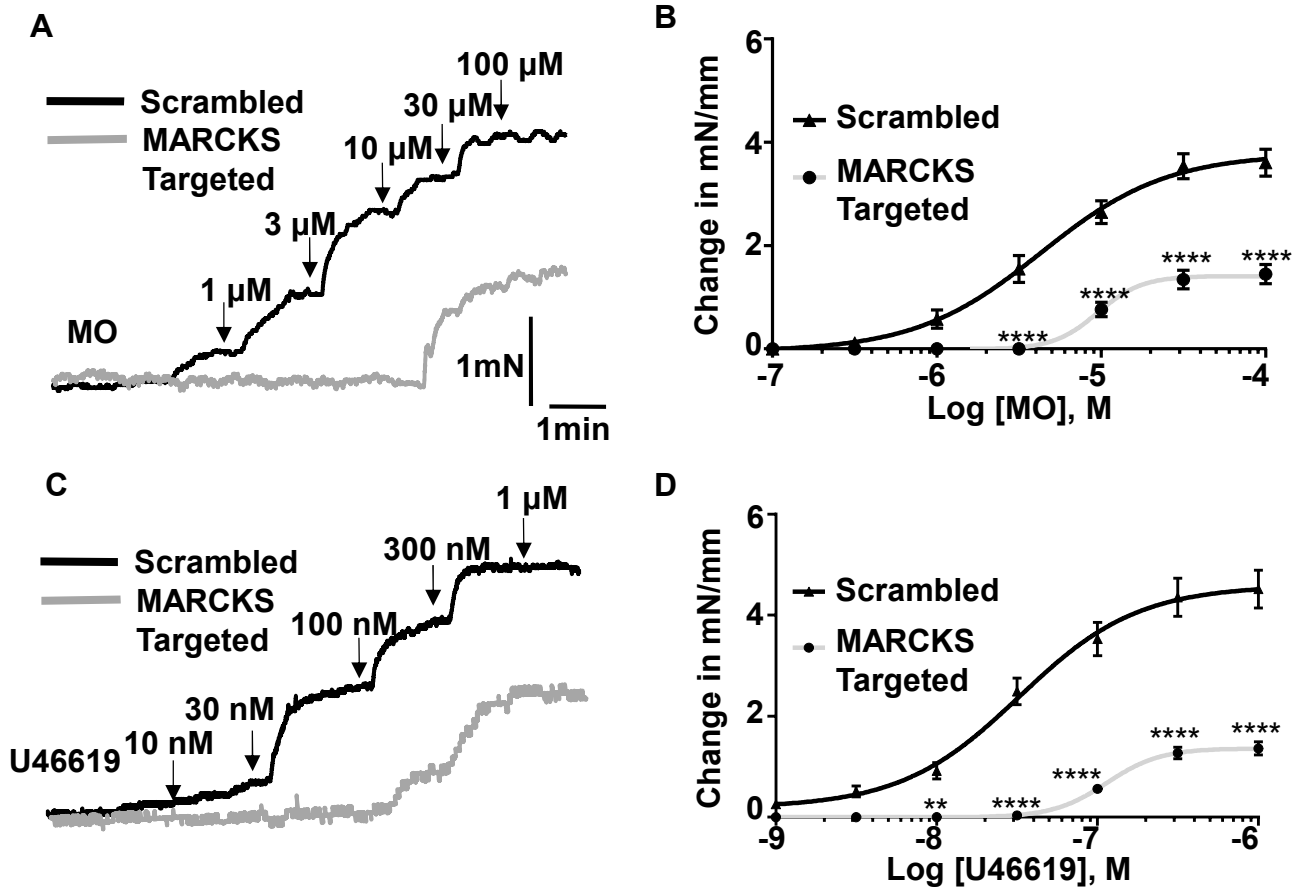 A
Scrambled
MARCKS
Targeted
MO
1 µM
3 µM
10 µM
30 µM
100 µM
1mN
1min
B
Change in mN/mm
6
4
2
0
Scrambled
MARCKS
Targeted
****
****
****
****
-7
-6
-5
-4
Log [MO], M
C
Scrambled
MARCKS
Targeted
U46619
10 nM
30 nM
100 nM
300 nM
1 µM
D
Change in mN/mm
6
4
2
0
Scrambled
MARCKS
Targeted
**
****
****
****
****
-9
-8
-7
-6
Log [U46619], M